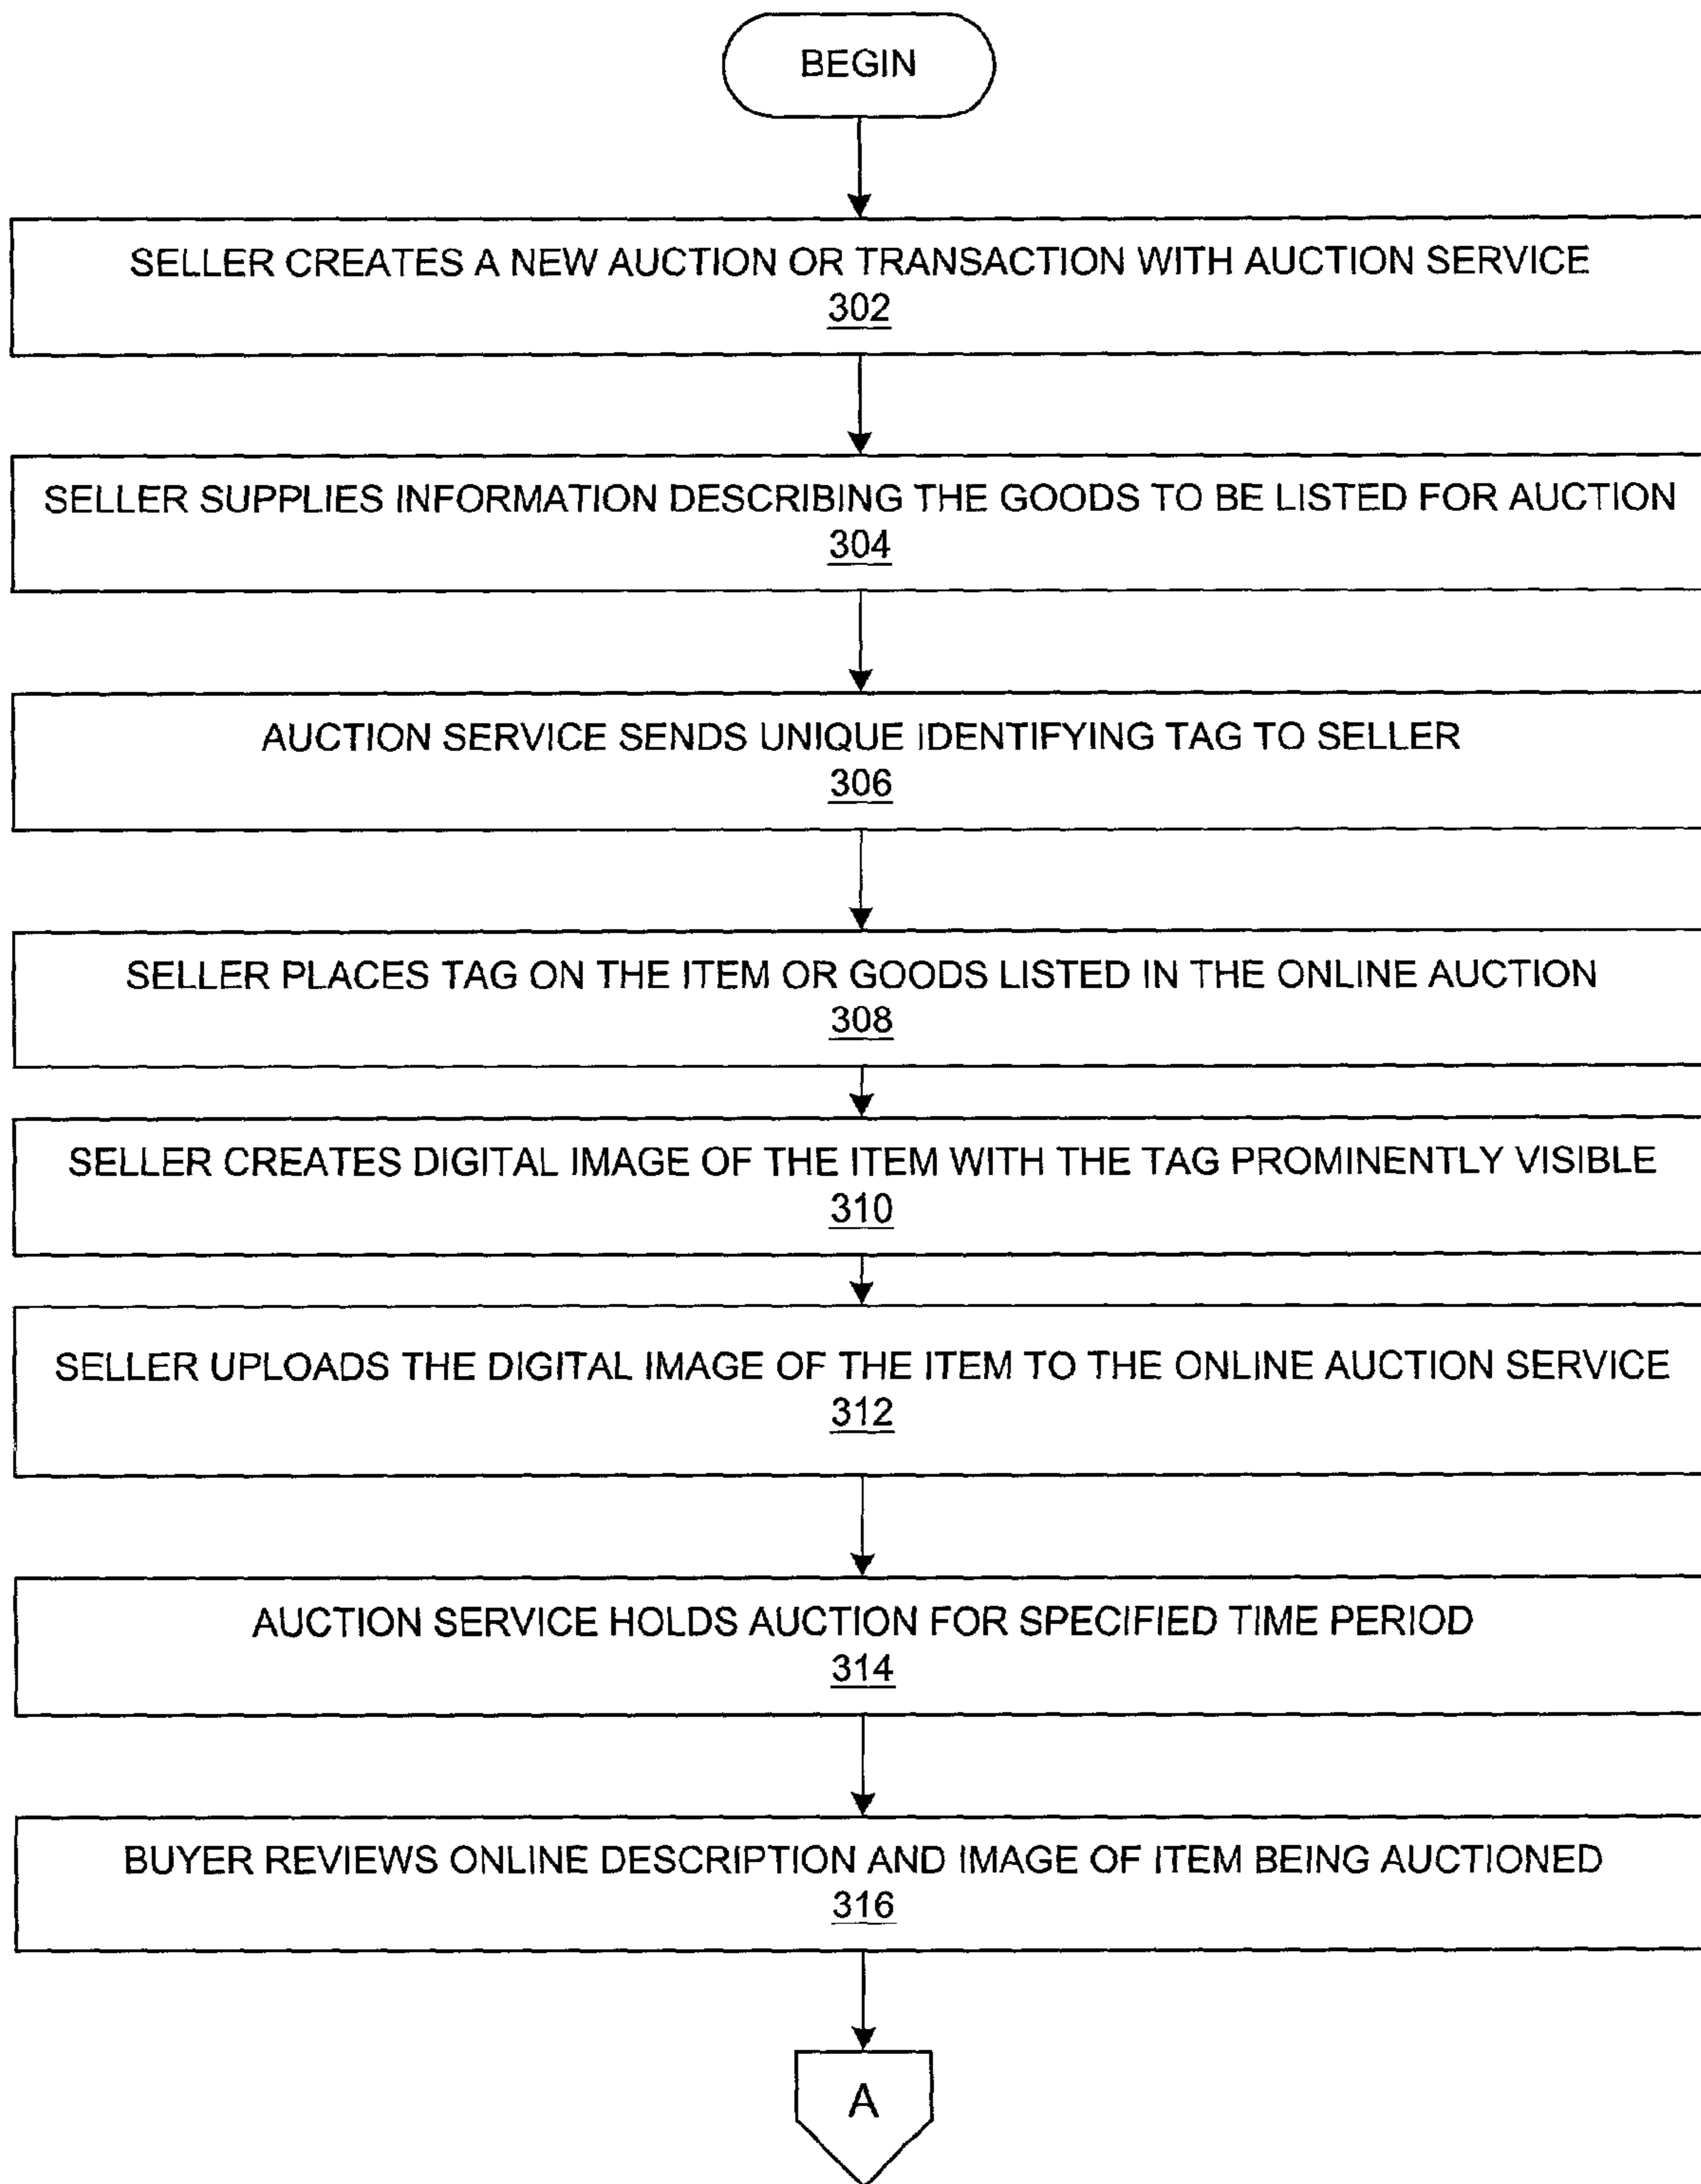 BEGIN
SELLER CREATES A NEW AUCTION OR TRANSACTION WITH AUCTION SERVICE
302
SELLER SUPPLIES INFORMATION DESCRIBING THE GOODS TO BE LISTED FOR AUCTION
304
AUCTION SERVICE SENDS UNIQUE IDENTIFYING TAG TO SELLER
306
SELLER PLACES TAG ON THE ITEM OR GOODS LISTED IN THE ONLINE AUCTION
308
SELLER CREATES DIGITAL IMAGE OF THE ITEM WITH THE TAG PROMINENTLY VISIBLE
310
SELLER UPLOADS THE DIGITAL IMAGE OF THE ITEM TO THE ONLINE AUCTION SERVICE
312
AUCTION SERVICE HOLDS AUCTION FOR SPECIFIED TIME PERIOD
314
BUYER REVIEWS ONLINE DESCRIPTION AND IMAGE OF ITEM BEING AUCTIONED
316
A